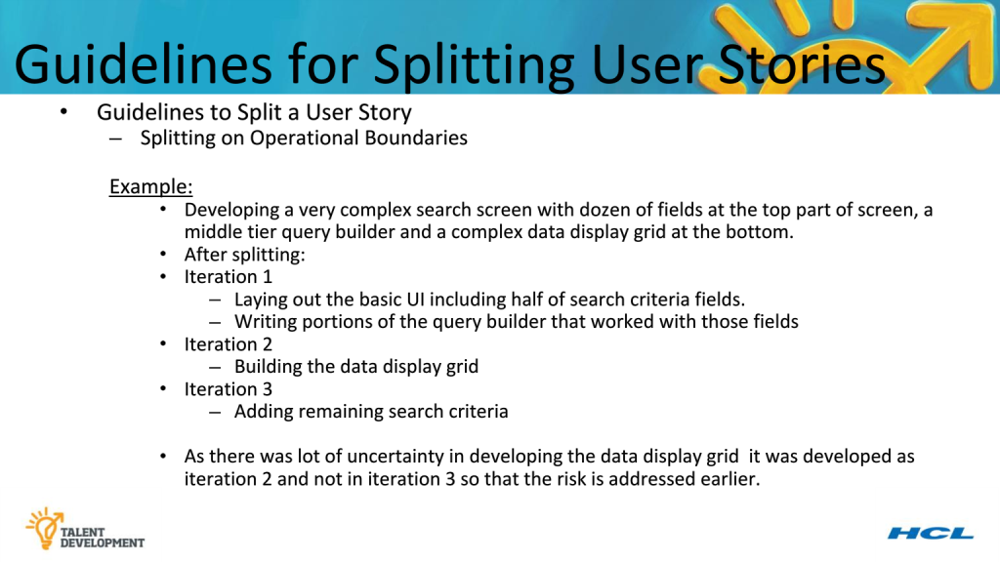 Guidelines for Splitting User Stories
• Guidelines to Split a User Story
– Splitting on Operational Boundaries
Example:
• Developing a very complex search screen with dozen of fields at the top part of screen, a
middle tier query builder and a complex data display grid at the bottom.
• After splitting:
• Iteration 1
– Laying out the basic UI including half of search criteria fields.
– Writing portions of the query builder that worked with those fields
• Iteration 2
– Building the data display grid
• Iteration 3
– Adding remaining search criteria
• As there was lot of uncertainty in developing the data display grid  it was developed as
iteration 2 and not in iteration 3 so that the risk is addressed earlier.
TALENT
DEVELOPMENT
HCL